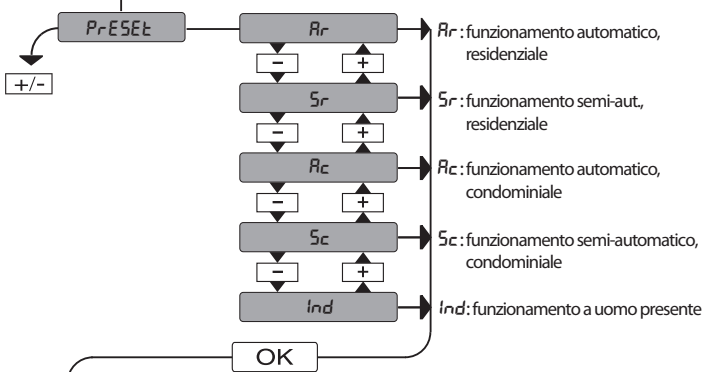 PrESEt
+/-
Ar
Ar: funzionamento automatico,
residenziale
- +
Sr
Sr: funzionamento semi-aut.,
residenziale
- +
Ac
Ac: funzionamento automatico,
condominiale
- +
Sc
Sc: funzionamento semi-automatico,
condominiale
- +
Ind
Ind: funzionamento a uomo presente
OK